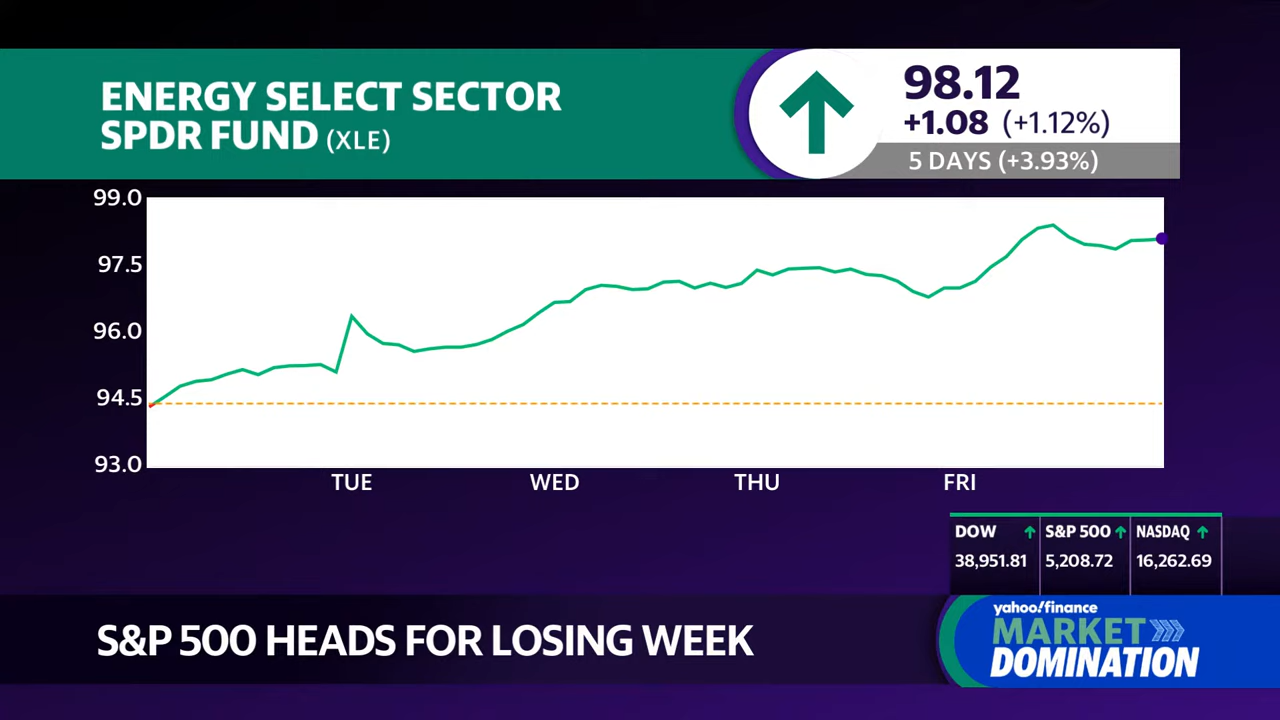 ENERGY SELECT SECTOR
SPDR FUND (XLE)
98.12
+1.08 (+1.12%)
5 DAYS (+3.93%)
99.0
97.5
96.0
94.5
93.0
TUE WED THU FRI
DOW S&P 500 NASDAQ
38,951.81 5,208.72 16,262.69
S&P 500 HEADS FOR LOSING WEEK
yahoo!finance
MARKET
DOMINATION